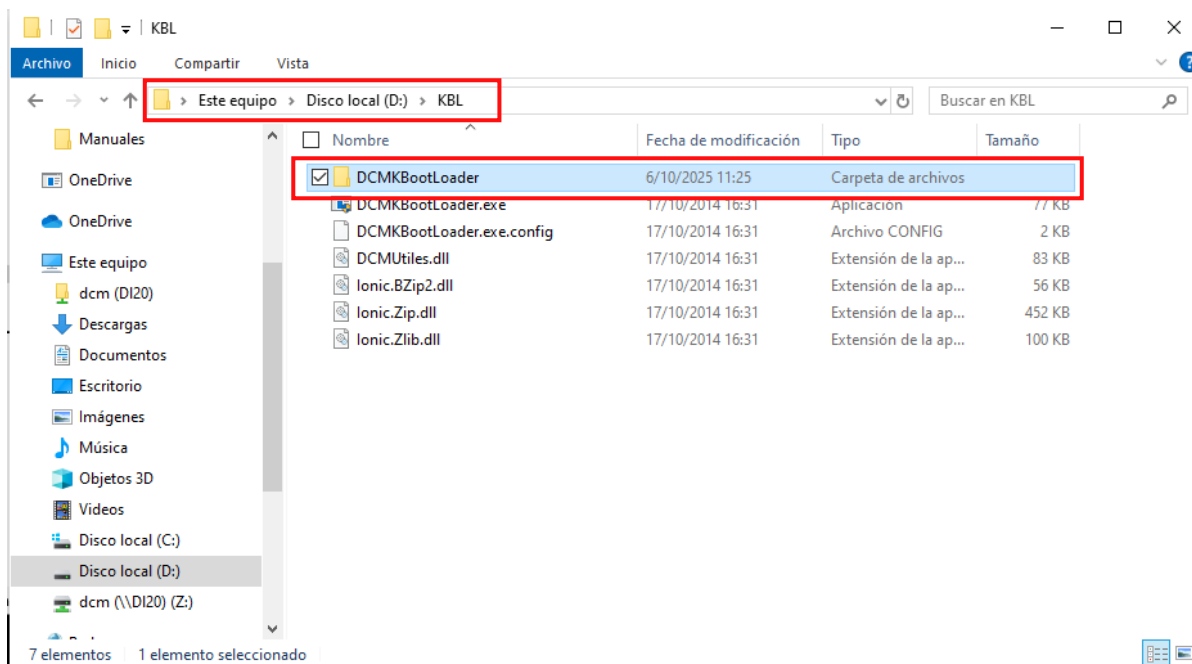 KBL
Archivo Inicio Compartir Vista ?
Este equipo > Disco local (D:) > KBL Buscar en KBL
Manuales
OneDrive
OneDrive
Este equipo
dcm (DI20)
Descargas
Documentos
Escritorio
Imágenes
Música
Objetos 3D
Videos
Disco local (C:)
Disco local (D:)
dcm (\\DI20) (Z:)
Nombre Fecha de modificación Tipo Tamaño
DCMKBootLoader 6/10/2025 11:25 Carpeta de archivos
DCMKBootLoader.exe 17/10/2014 16:31 Aplicación 77 KB
DCMKBootLoader.exe.config 17/10/2014 16:31 Archivo CONFIG 2 KB
DCMUtiles.dll 17/10/2014 16:31 Extensión de la ap... 83 KB
Ionic.BZip2.dll 17/10/2014 16:31 Extensión de la ap... 56 KB
Ionic.Zip.dll 17/10/2014 16:31 Extensión de la ap... 452 KB
Ionic.Zlib.dll 17/10/2014 16:31 Extensión de la ap... 100 KB
7 elementos 1 elemento seleccionado